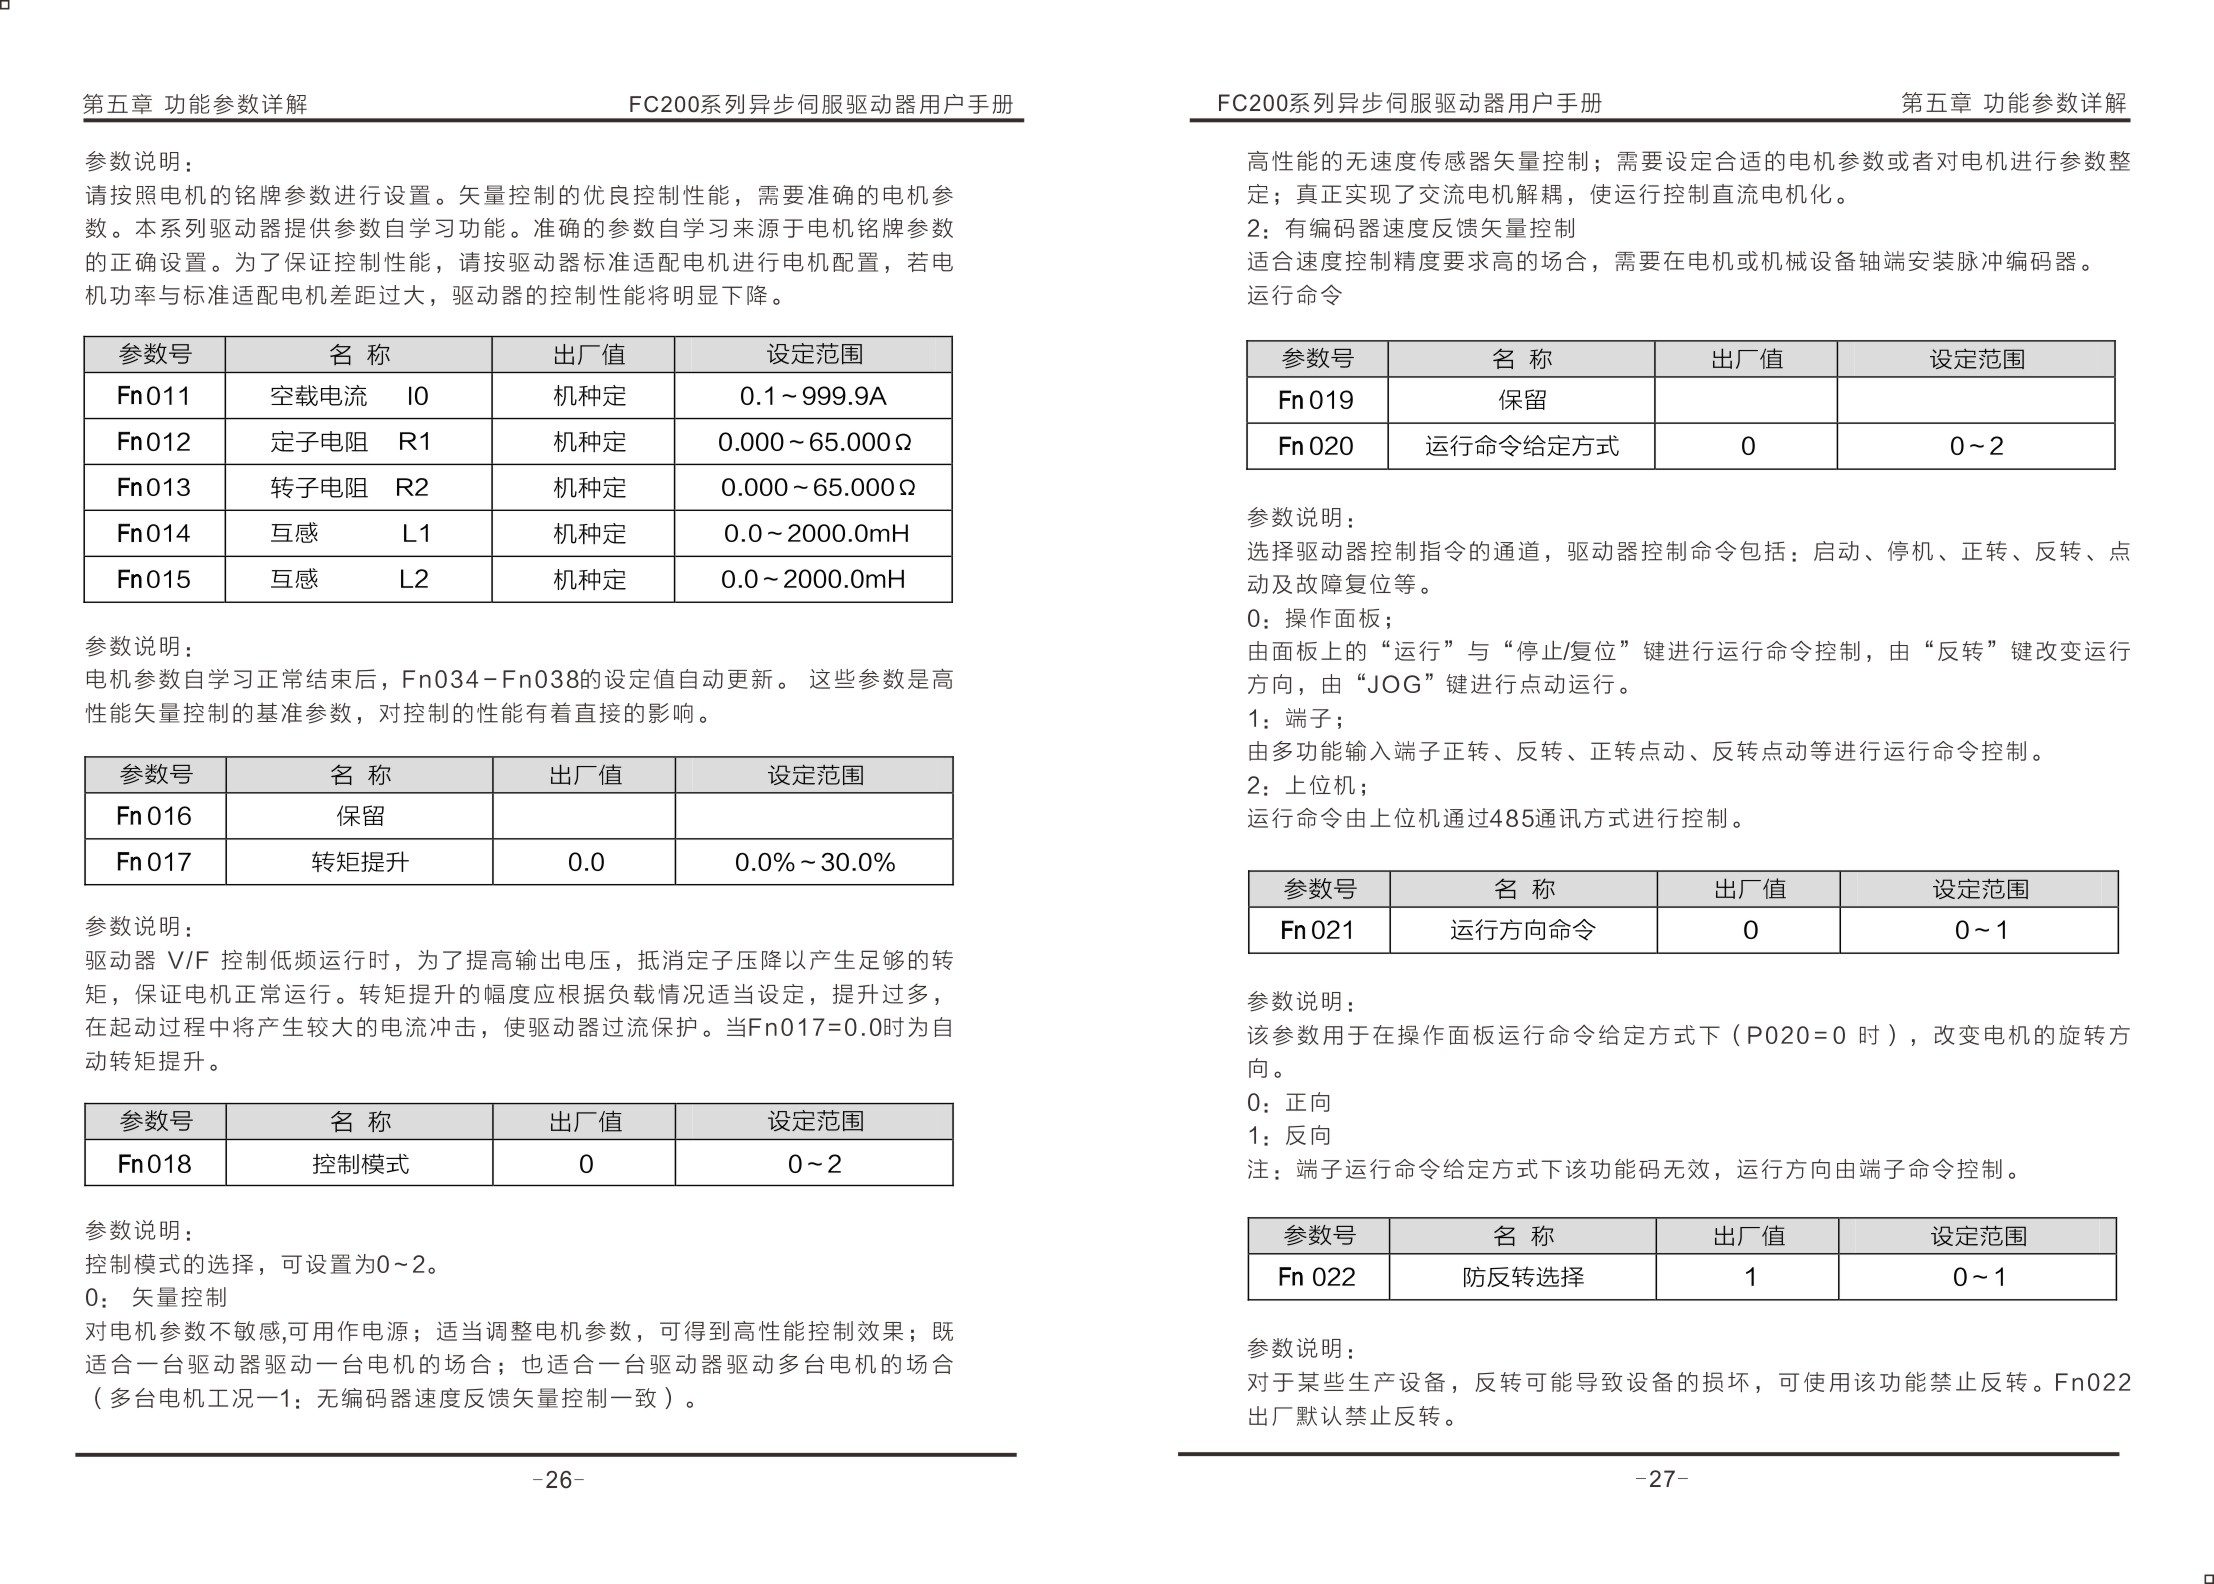 第五章 功能参数详解 FC200系列异步伺服驱动器用户手册
参数说明：
请按照电机的铭牌参数进行设置。矢量控制的优良控制性能，需要准确的电机参
数。本系列驱动器提供参数自学习功能。准确的参数自学习来源于电机铭牌参数
的正确设置。为了保证控制性能，请按驱动器标准适配电机进行电机配置，若电
机功率与标准适配电机差距过大，驱动器的控制性能将明显下降。
参数号 名 称 出厂值 设定范围
Fn011 空载电流 I0 机种定 0.1～999.9A
Fn012 定子电阻 R1 机种定 0.000～65.000Ω
Fn013 转子电阻 R2 机种定 0.000～65.000Ω
Fn014 互感 L1 机种定 0.0～2000.0mH
Fn015 互感 L2 机种定 0.0～2000.0mH
参数说明：
电机参数自学习正常结束后，Fn034－Fn038的设定值自动更新。 这些参数是高
性能矢量控制的基准参数，对控制的性能有着直接的影响。
参数号 名 称 出厂值 设定范围
Fn016 保留
Fn017 转矩提升 0.0 0.0%～30.0%
参数说明：
驱动器 V/F 控制低频运行时，为了提高输出电压，抵消定子压降以产生足够的转
矩，保证电机正常运行。转矩提升的幅度应根据负载情况适当设定，提升过多，
在起动过程中将产生较大的电流冲击，使驱动器过流保护。当Fn017=0.0时为自
动转矩提升。
参数号 名 称 出厂值 设定范围
Fn018 控制模式 0 0～2
参数说明：
控制模式的选择，可设置为0～2。
0： 矢量控制
对电机参数不敏感,可用作电源；适当调整电机参数，可得到高性能控制效果；既
适合一台驱动器驱动一台电机的场合；也适合一台驱动器驱动多台电机的场合
（多台电机工况一1：无编码器速度反馈矢量控制一致）。
-26-
FC200系列异步伺服驱动器用户手册 第五章 功能参数详解
高性能的无速度传感器矢量控制；需要设定合适的电机参数或者对电机进行参数整
定；真正实现了交流电机解耦，使运行控制直流电机化。
2：有编码器速度反馈矢量控制
适合速度控制精度要求高的场合，需要在电机或机械设备轴端安装脉冲编码器。
运行命令
参数号 名 称 出厂值 设定范围
Fn019 保留
Fn020 运行命令给定方式 0 0～2
参数说明：
选择驱动器控制指令的通道，驱动器控制命令包括：启动、停机、正转、反转、点
动及故障复位等。
0：操作面板；
由面板上的“运行”与“停止/复位”键进行运行命令控制，由“反转”键改变运行
方向，由“JOG”键进行点动运行。
1：端子；
由多功能输入端子正转、反转、正转点动、反转点动等进行运行命令控制。
2：上位机；
运行命令由上位机通过485通讯方式进行控制。
参数号 名 称 出厂值 设定范围
Fn021 运行方向命令 0 0～1
参数说明：
该参数用于在操作面板运行命令给定方式下（P020=0 时），改变电机的旋转方
向。
0：正向
1：反向
注：端子运行命令给定方式下该功能码无效，运行方向由端子命令控制。
参数号 名 称 出厂值 设定范围
Fn 022 防反转选择 1 0～1
参数说明：
对于某些生产设备，反转可能导致设备的损坏，可使用该功能禁止反转。Fn022
出厂默认禁止反转。
-27-